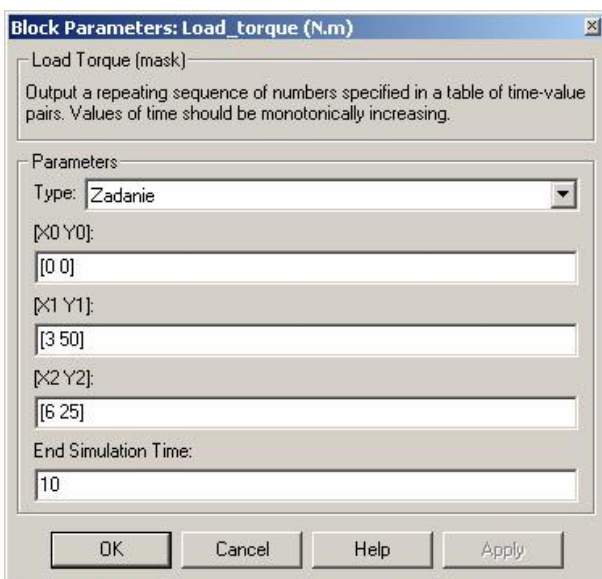 Block Parameters: Load_torque (N.m)
Load Torque (mask)
Output a repeating sequence of numbers specified in a table of time-value
pairs. Values of time should be monotonically increasing.
Parameters
Type: Zadanie
[X0 Y0]:
[0 0]
[X1 Y1]:
[3 50]
[X2 Y2]:
[6 25]
End Simulation Time:
10
OK Cancel Help Apply